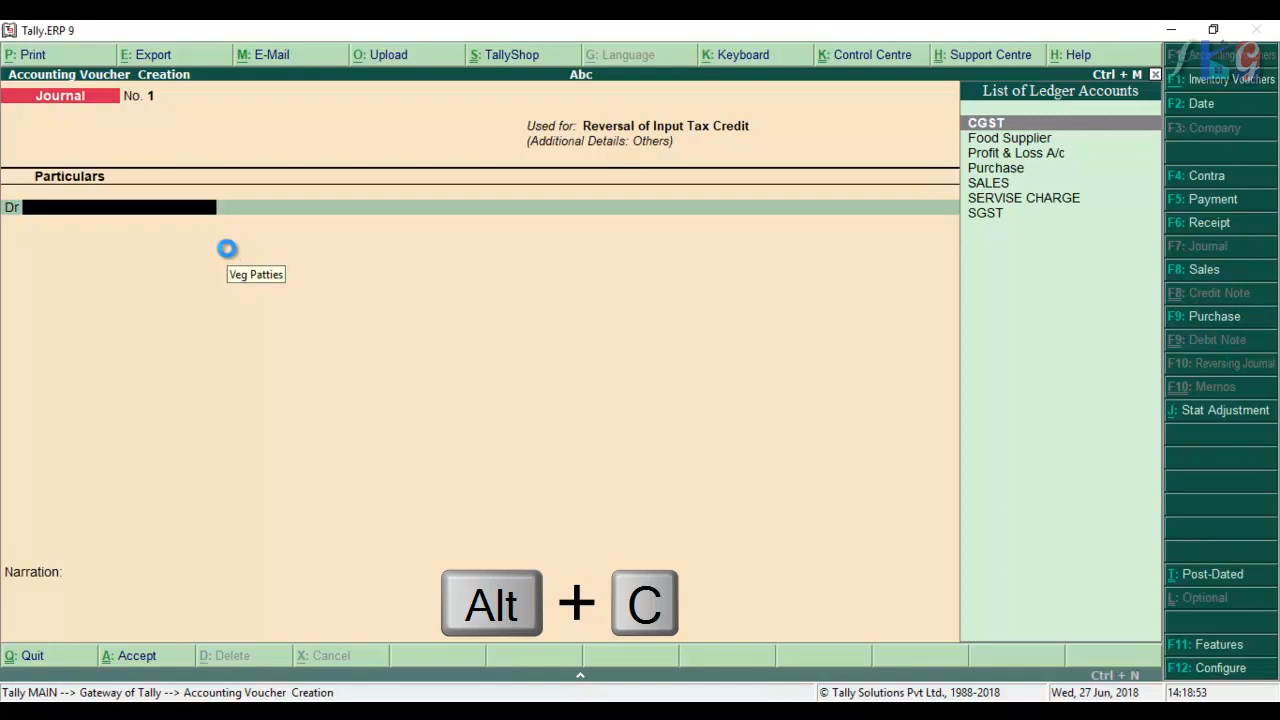 Tally.ERP 9
P: Print
E: Export
M: E-Mail
O: Upload
S: TallyShop
G: Language
K: Keyboard
K: Control Centre
H: Support Centre
H: Help
Accounting Voucher Creation
Abc
Ctrl + M
Journal
No. 1
Used for: Reversal of Input Tax Credit
(Additional Details: Others)
Particulars
Dr
Veg Patties
Narration:
Alt + C
List of Ledger Accounts
CGST
Food Supplier
Profit & Loss A/c
Purchase
SALES
SERVISE CHARGE
SGST
F1: Accounting Vouchers
F1: Inventory Vouchers
F2: Date
F3: Company
F4: Contra
F5: Payment
F6: Receipt
F7: Journal
F8: Sales
F8: Credit Note
F9: Purchase
F9: Debit Note
F10: Reversing Journal
F10: Memos
J: Stat Adjustment
T: Post-Dated
L: Optional
F11: Features
F12: Configure
Q: Quit
A: Accept
D: Delete
X: Cancel
Ctrl + N
Tally MAIN --> Gateway of Tally --> Accounting Voucher Creation
© Tally Solutions Pvt Ltd., 1988-2018
Wed, 27 Jun, 2018
14:18:53